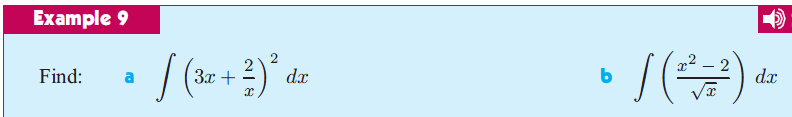 Example 9
Find: a ∫ (3x + 2/x)² dx b ∫ ((x² − 2)/√x) dx